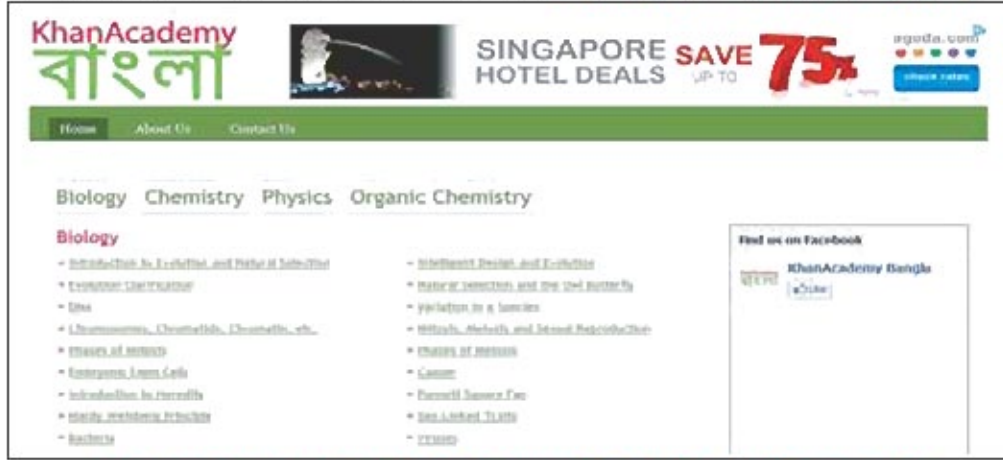 KhanAcademy
বাংলা
SINGAPORE
HOTEL DEALS
SAVE
UP TO
75%
agoda.com
check rates
Home About Us Contact Us
Biology Chemistry Physics Organic Chemistry
Biology
Introduction to Evolution and Natural Selection
Intelligent Design and Evolution
Evolution Clarification
Natural Selection and the Owl Butterfly
DNA
Variation in a Species
Chromosomes, Chromatids, Chromatin, etc.
Mitosis, Meiosis and Sexual Reproduction
Phases of Mitosis
Phases of Meiosis
Embryonic Stem Cells
Cancer
Introduction to Heredity
Punnett Square Fun
Hardy Weinberg Principle
Sex Linked Traits
Bacteria
Viruses
Find us on Facebook
KhanAcademy Bangla
বাংলা
Like